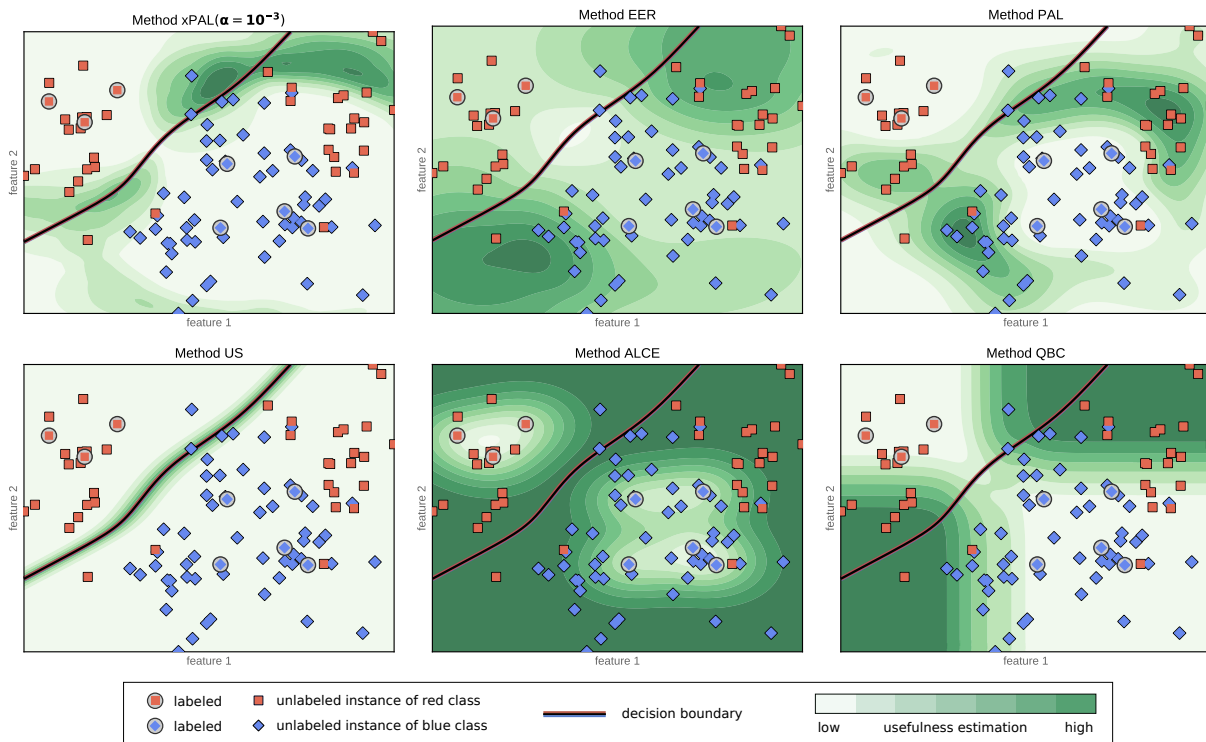 Method xPAL(α = 10⁻³)
Method EER
Method PAL
feature 2
feature 2
feature 2
feature 1
feature 1
feature 1
Method US
Method ALCE
Method QBC
feature 2
feature 2
feature 2
feature 1
feature 1
feature 1
labeled
unlabeled instance of red class
labeled
unlabeled instance of blue class
decision boundary
low
usefulness estimation
high